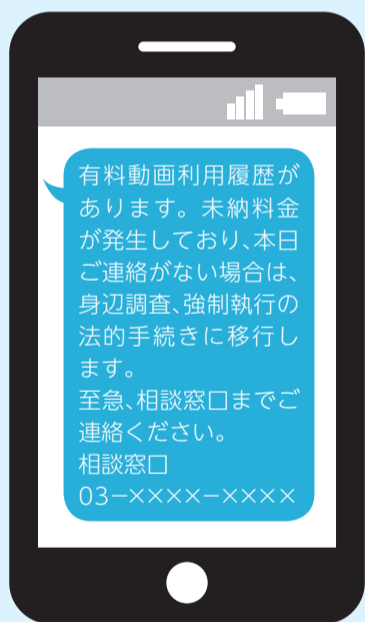 有料動画利用履歴が
あります。未納料金
が発生しており、本日
ご連絡がない場合は、
身辺調査、強制執行の
法的手続きに移行し
ます。
至急、相談窓口までご
連絡ください。
相談窓口
03−××××−××××